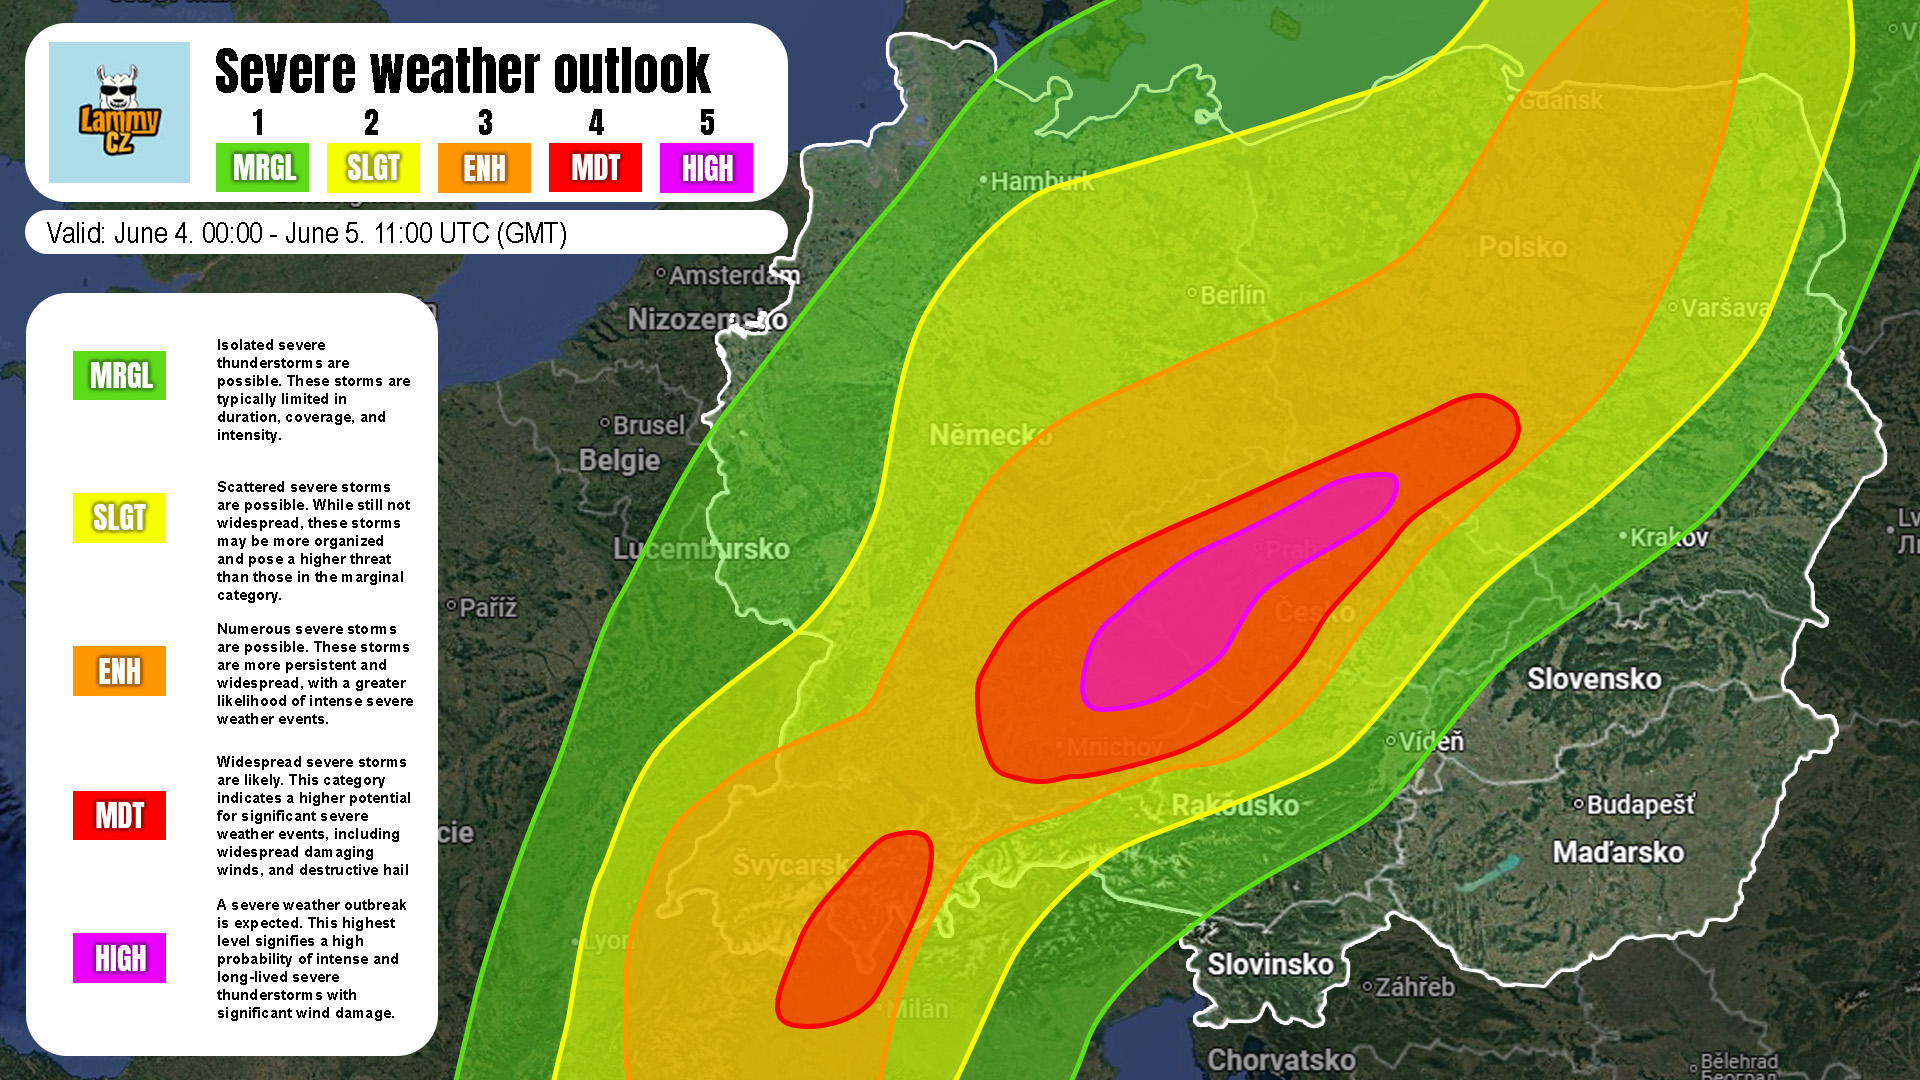 Lammy
CZ
Severe weather outlook
1 2 3 4 5
MRGL SLGT ENH MDT HIGH
Valid: June 4. 00:00 - June 5. 11:00 UTC (GMT)
MRGL
Isolated severe
thunderstorms are
possible. These storms are
typically limited in
duration, coverage, and
intensity.
SLGT
Scattered severe storms
are possible. While still not
widespread, these storms
may be more organized
and pose a higher threat
than those in the marginal
category.
ENH
Numerous severe storms
are possible. These storms
are more persistent and
widespread, with a greater
likelihood of intense severe
weather events.
MDT
Widespread severe storms
are likely. This category
indicates a higher potential
for significant severe
weather events, including
widespread damaging
winds, and destructive hail
HIGH
A severe weather outbreak
is expected. This highest
level signifies a high
probability of intense and
long-lived severe
thunderstorms with
significant wind damage.
Gdaňsk
Hamburk
Polsko
Amsterdam
Berlín
Varšava
Nizozemsko
Brusel
Německo
Belgie
Krakov
Lucembursko
Praha
Paříž
Česko
Slovensko
Vídeň
Mnichov
Rakousko
Budapešť
cie
Maďarsko
Švýcarsko
Lyon
Slovinsko
Záhřeb
Milán
Chorvatsko
Bělehrad
Београд